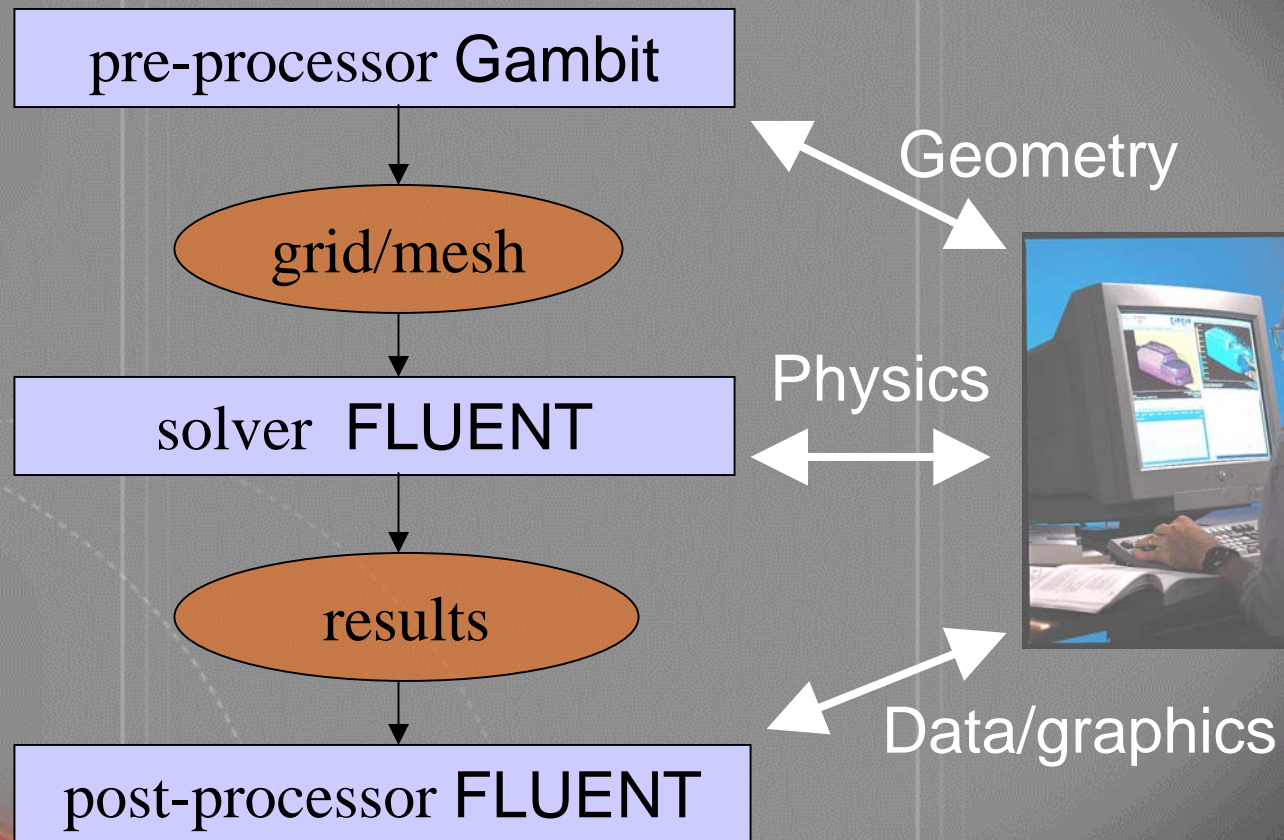 pre-processor Gambit
Geometry
grid/mesh
Physics
solver FLUENT
results
Data/graphics
post-processor FLUENT